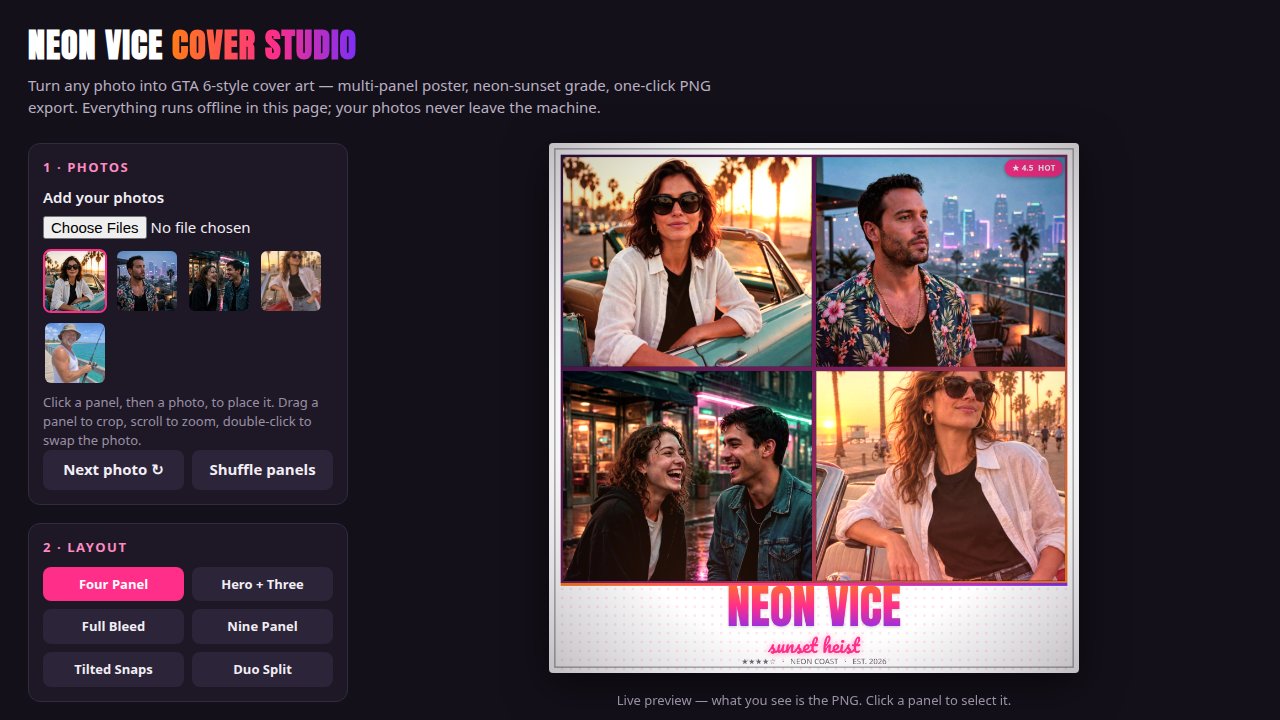 NEON VICE COVER STUDIO
Turn any photo into GTA 6-style cover art — multi-panel poster, neon-sunset grade, one-click PNG
export. Everything runs offline in this page; your photos never leave the machine.
1 · PHOTOS
Add your photos
Choose Files No file chosen
Click a panel, then a photo, to place it. Drag a
panel to crop, scroll to zoom, double-click to
swap the photo.
Next photo ↻
Shuffle panels
2 · LAYOUT
Four Panel
Hero + Three
Full Bleed
Nine Panel
Tilted Snaps
Duo Split
★ 4.5 HOT
NEON VICE
sunset heist
★★★★☆ · NEON COAST · EST. 2026
Live preview — what you see is the PNG. Click a panel to select it.